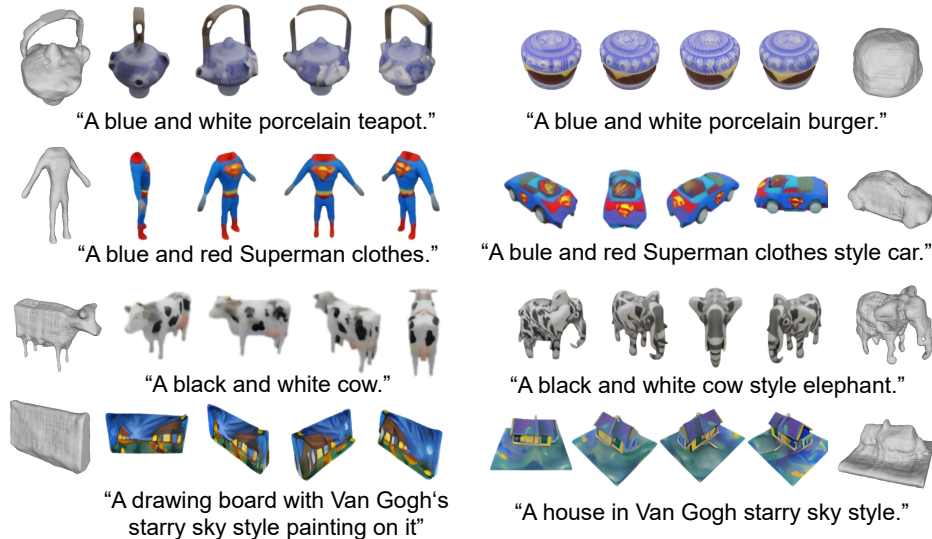 “A blue and white porcelain teapot.”
“A blue and white porcelain burger.”
“A blue and red Superman clothes.”
“A bule and red Superman clothes style car.”
“A black and white cow.”
“A black and white cow style elephant.”
“A drawing board with Van Gogh‘s
starry sky style painting on it”
“A house in Van Gogh starry sky style.”